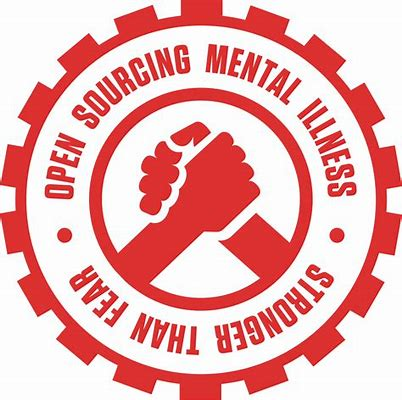 OPEN SOURCING MENTAL ILLNESS
STRONGER THAN FEAR